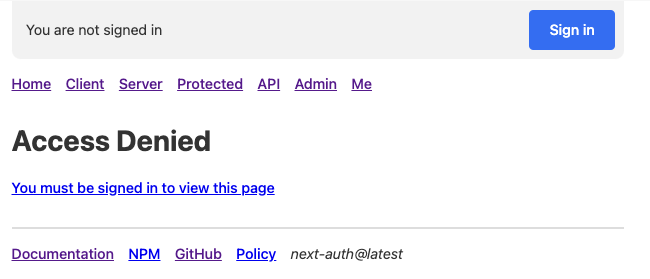 You are not signed in
Sign in
Home Client Server Protected API Admin Me
Access Denied
You must be signed in to view this page
Documentation NPM GitHub Policy next-auth@latest